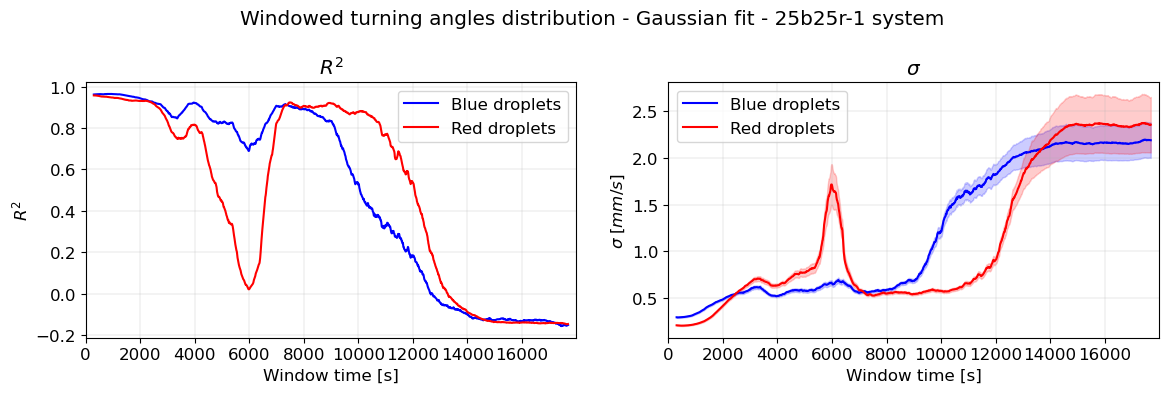 Windowed turning angles distribution - Gaussian fit - 25b25r-1 system
R²
Blue droplets
Red droplets
1.0
0.8
0.6
0.4
0.2
0.0
−0.2
R²
0 2000 4000 6000 8000 10000 12000 14000 16000
Window time [s]
σ
Blue droplets
Red droplets
2.5
2.0
1.5
1.0
0.5
σ [mm/s]
0 2000 4000 6000 8000 10000 12000 14000 16000
Window time [s]